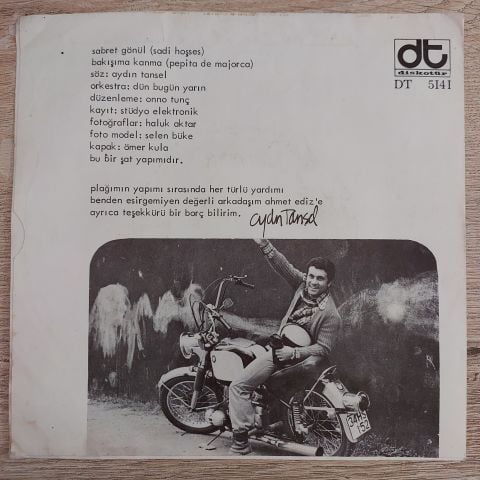 sabret gönül (sadi hoşses)
bakışıma kanma (pepita de majorca)
söz: aydın tansel
orkestra: dün bugün yarın
düzenleme: onno tunç
kayıt: stüdyo elektronik
fotoğraflar: haluk aktar
foto model: selen büke
kapak: ömer kula
bu bir şat yapımıdır.
dt
diskotür
DT 5141
plağımın yapımı sırasında her türlü yardımı
benden esirgemiyen değerli arkadaşım ahmet ediz'e
ayrıca teşekkürü bir borç bilirim.
Aydın Tansel
34 H
152